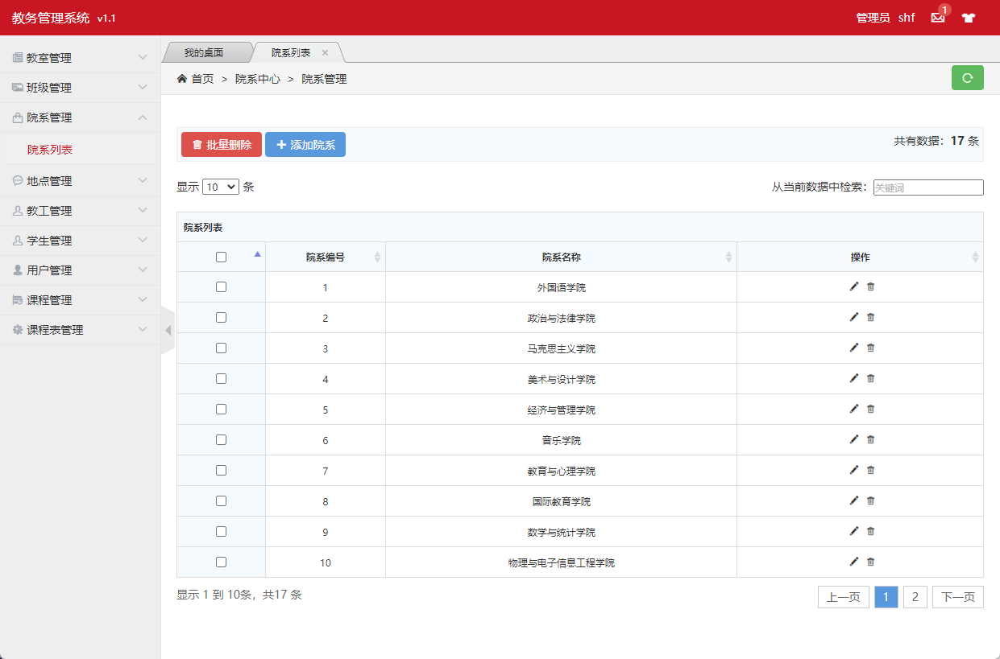 教务管理系统 v1.1
管理员 shf 1
教室管理
班级管理
院系管理
院系列表
地点管理
教工管理
学生管理
用户管理
课程管理
课程表管理
我的桌面 院系列表
首页 > 院系中心 > 院系管理
批量删除 添加院系 共有数据：17 条
显示 10 条 从当前数据中检索： 关键词
院系列表
院系编号 院系名称 操作
1 外国语学院
2 政治与法律学院
3 马克思主义学院
4 美术与设计学院
5 经济与管理学院
6 音乐学院
7 教育与心理学院
8 国际教育学院
9 数学与统计学院
10 物理与电子信息工程学院
显示 1 到 10条，共17 条 上一页 1 2 下一页